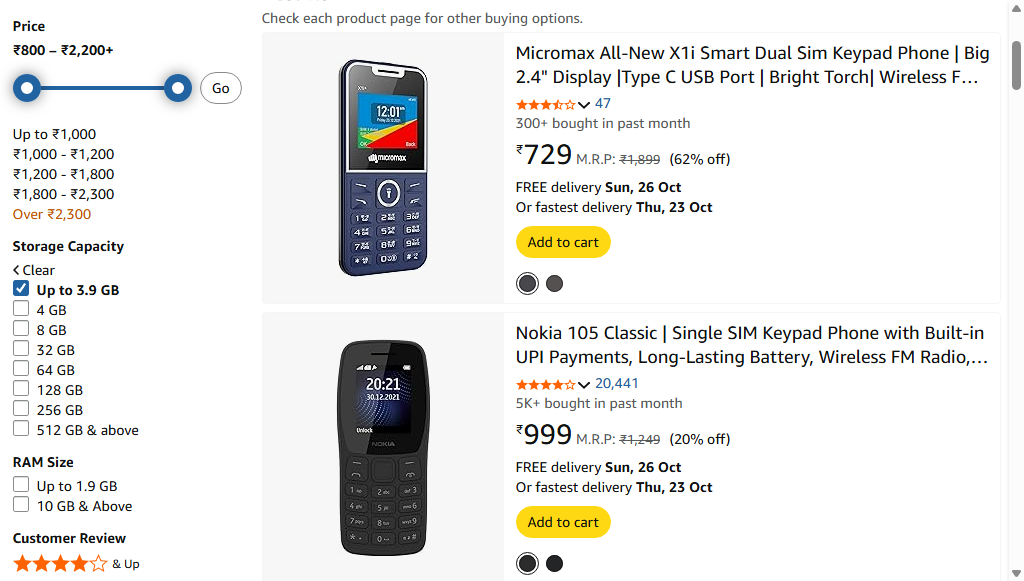 Price
₹800 – ₹2,200+
Go
Up to ₹1,000
₹1,000 - ₹1,200
₹1,200 - ₹1,800
₹1,800 - ₹2,300
Over ₹2,300
Storage Capacity
Clear
Up to 3.9 GB
4 GB
8 GB
32 GB
64 GB
128 GB
256 GB
512 GB & above
RAM Size
Up to 1.9 GB
10 GB & Above
Customer Review
& Up
Check each product page for other buying options.
12:01
Back
micromax
Micromax All-New X1i Smart Dual Sim Keypad Phone | Big
2.4" Display |Type C USB Port | Bright Torch| Wireless F…
47
300+ bought in past month
₹729 M.R.P: ₹1,899 (62% off)
FREE delivery Sun, 26 Oct
Or fastest delivery Thu, 23 Oct
Add to cart
20:21
30.12.2021
Unlock
NOKIA
Nokia 105 Classic | Single SIM Keypad Phone with Built-in
UPI Payments, Long-Lasting Battery, Wireless FM Radio,…
20,441
5K+ bought in past month
₹999 M.R.P: ₹1,249 (20% off)
FREE delivery Sun, 26 Oct
Or fastest delivery Thu, 23 Oct
Add to cart